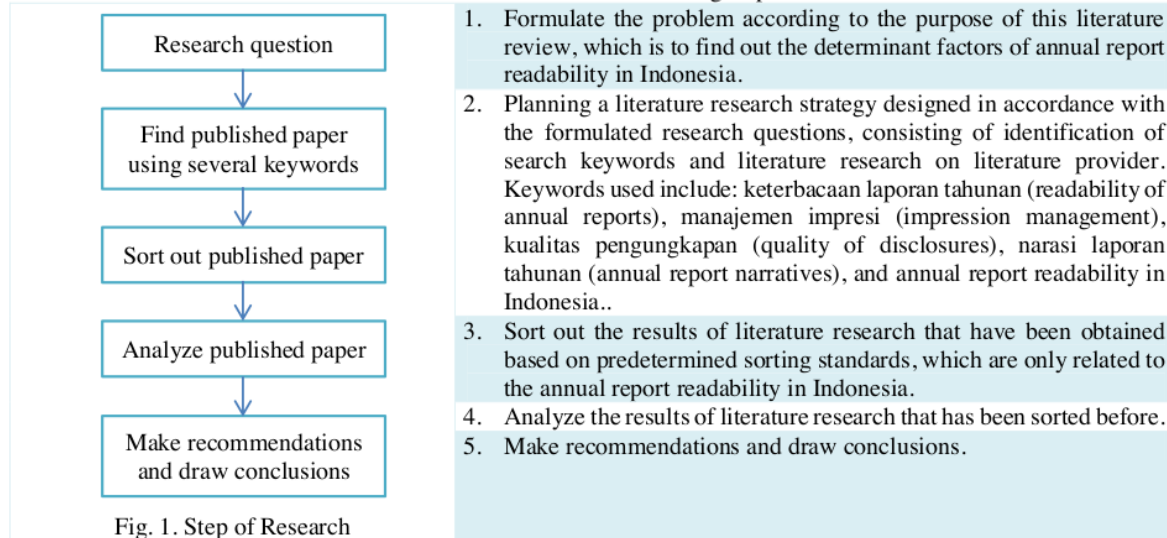 Research question
Find published paper
using several keywords
Sort out published paper
Analyze published paper
Make recommendations
and draw conclusions
Fig. 1. Step of Research
1. Formulate the problem according to the purpose of this literature
review, which is to find out the determinant factors of annual report
readability in Indonesia.
2. Planning a literature research strategy designed in accordance with
the formulated research questions, consisting of identification of
search keywords and literature research on literature provider.
Keywords used include: keterbacaan laporan tahunan (readability of
annual reports), manajemen impresi (impression management),
kualitas pengungkapan (quality of disclosures), narasi laporan
tahunan (annual report narratives), and annual report readability in
Indonesia..
3. Sort out the results of literature research that have been obtained
based on predetermined sorting standards, which are only related to
the annual report readability in Indonesia.
4. Analyze the results of literature research that has been sorted before.
5. Make recommendations and draw conclusions.